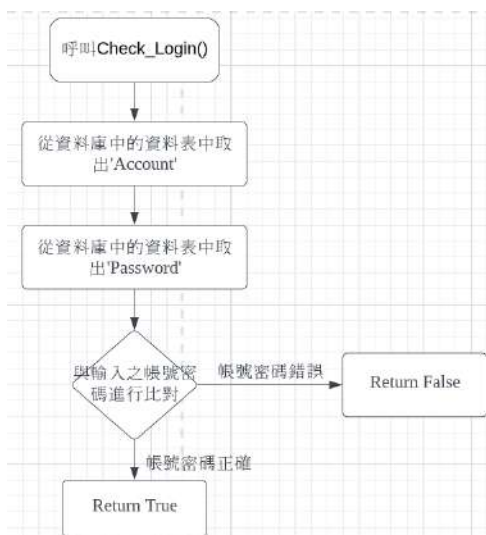 呼叫Check_Login()
從資料庫中的資料表中取
出'Account'
從資料庫中的資料表中取
出'Password'
與輸入之帳號密
碼進行比對
帳號密碼錯誤
Return False
帳號密碼正確
Return True